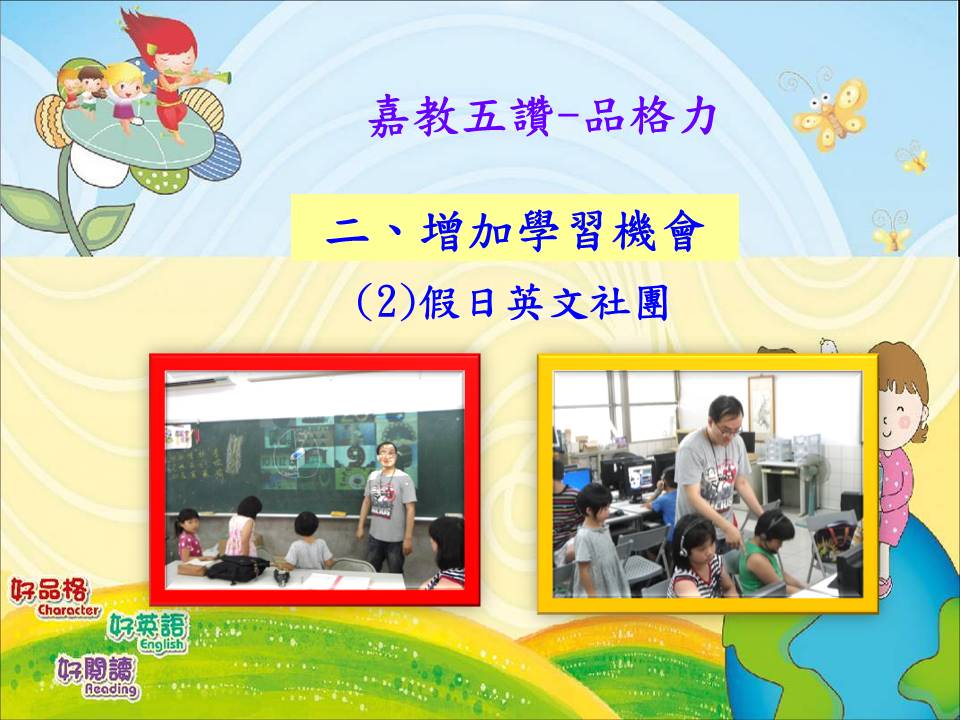 嘉教五讚-品格力
二、增加學習機會
(2)假日英文社團
好品格
Character
好英語
English
好閱讀
Reading